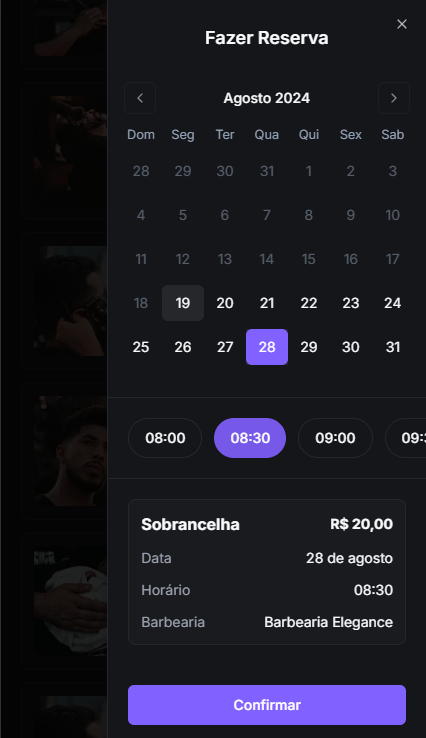 Fazer Reserva
Agosto 2024
Dom Seg Ter Qua Qui Sex Sab
28 29 30 31 1 2 3
4 5 6 7 8 9 10
11 12 13 14 15 16 17
18 19 20 21 22 23 24
25 26 27 28 29 30 31
08:00 08:30 09:00
Sobrancelha R$ 20,00
Data 28 de agosto
Horário 08:30
Barbearia Barbearia Elegance
Confirmar